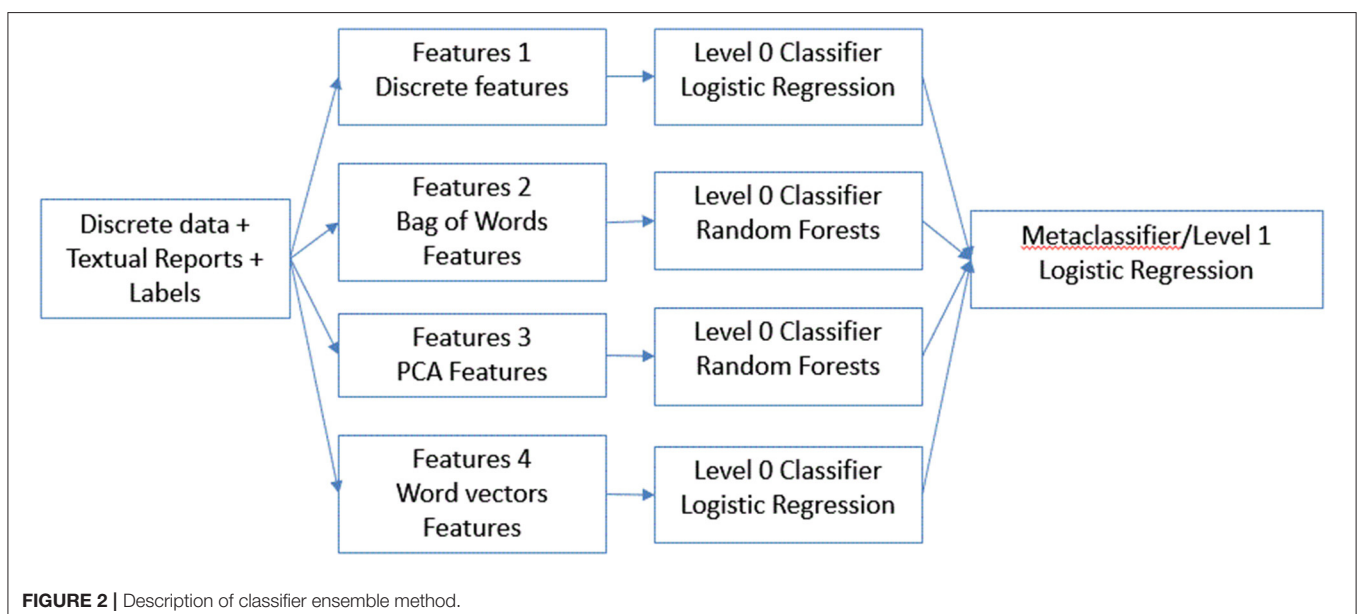 Discrete data +
Textual Reports +
Labels
Features 1
Discrete features
Level 0 Classifier
Logistic Regression
Features 2
Bag of Words
Features
Level 0 Classifier
Random Forests
Features 3
PCA Features
Level 0 Classifier
Random Forests
Features 4
Word vectors
Features
Level 0 Classifier
Logistic Regression
Metaclassifier/Level 1
Logistic Regression
FIGURE 2 | Description of classifier ensemble method.